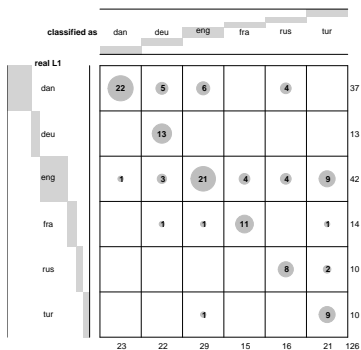 classified as dan deu eng fra rus tur
real L1
dan 22 5 6 4 37
deu 13 13
eng 1 3 21 4 4 9 42
fra 1 1 11 1 14
rus 8 2 10
tur 1 9 10
23 22 29 15 16 21 126